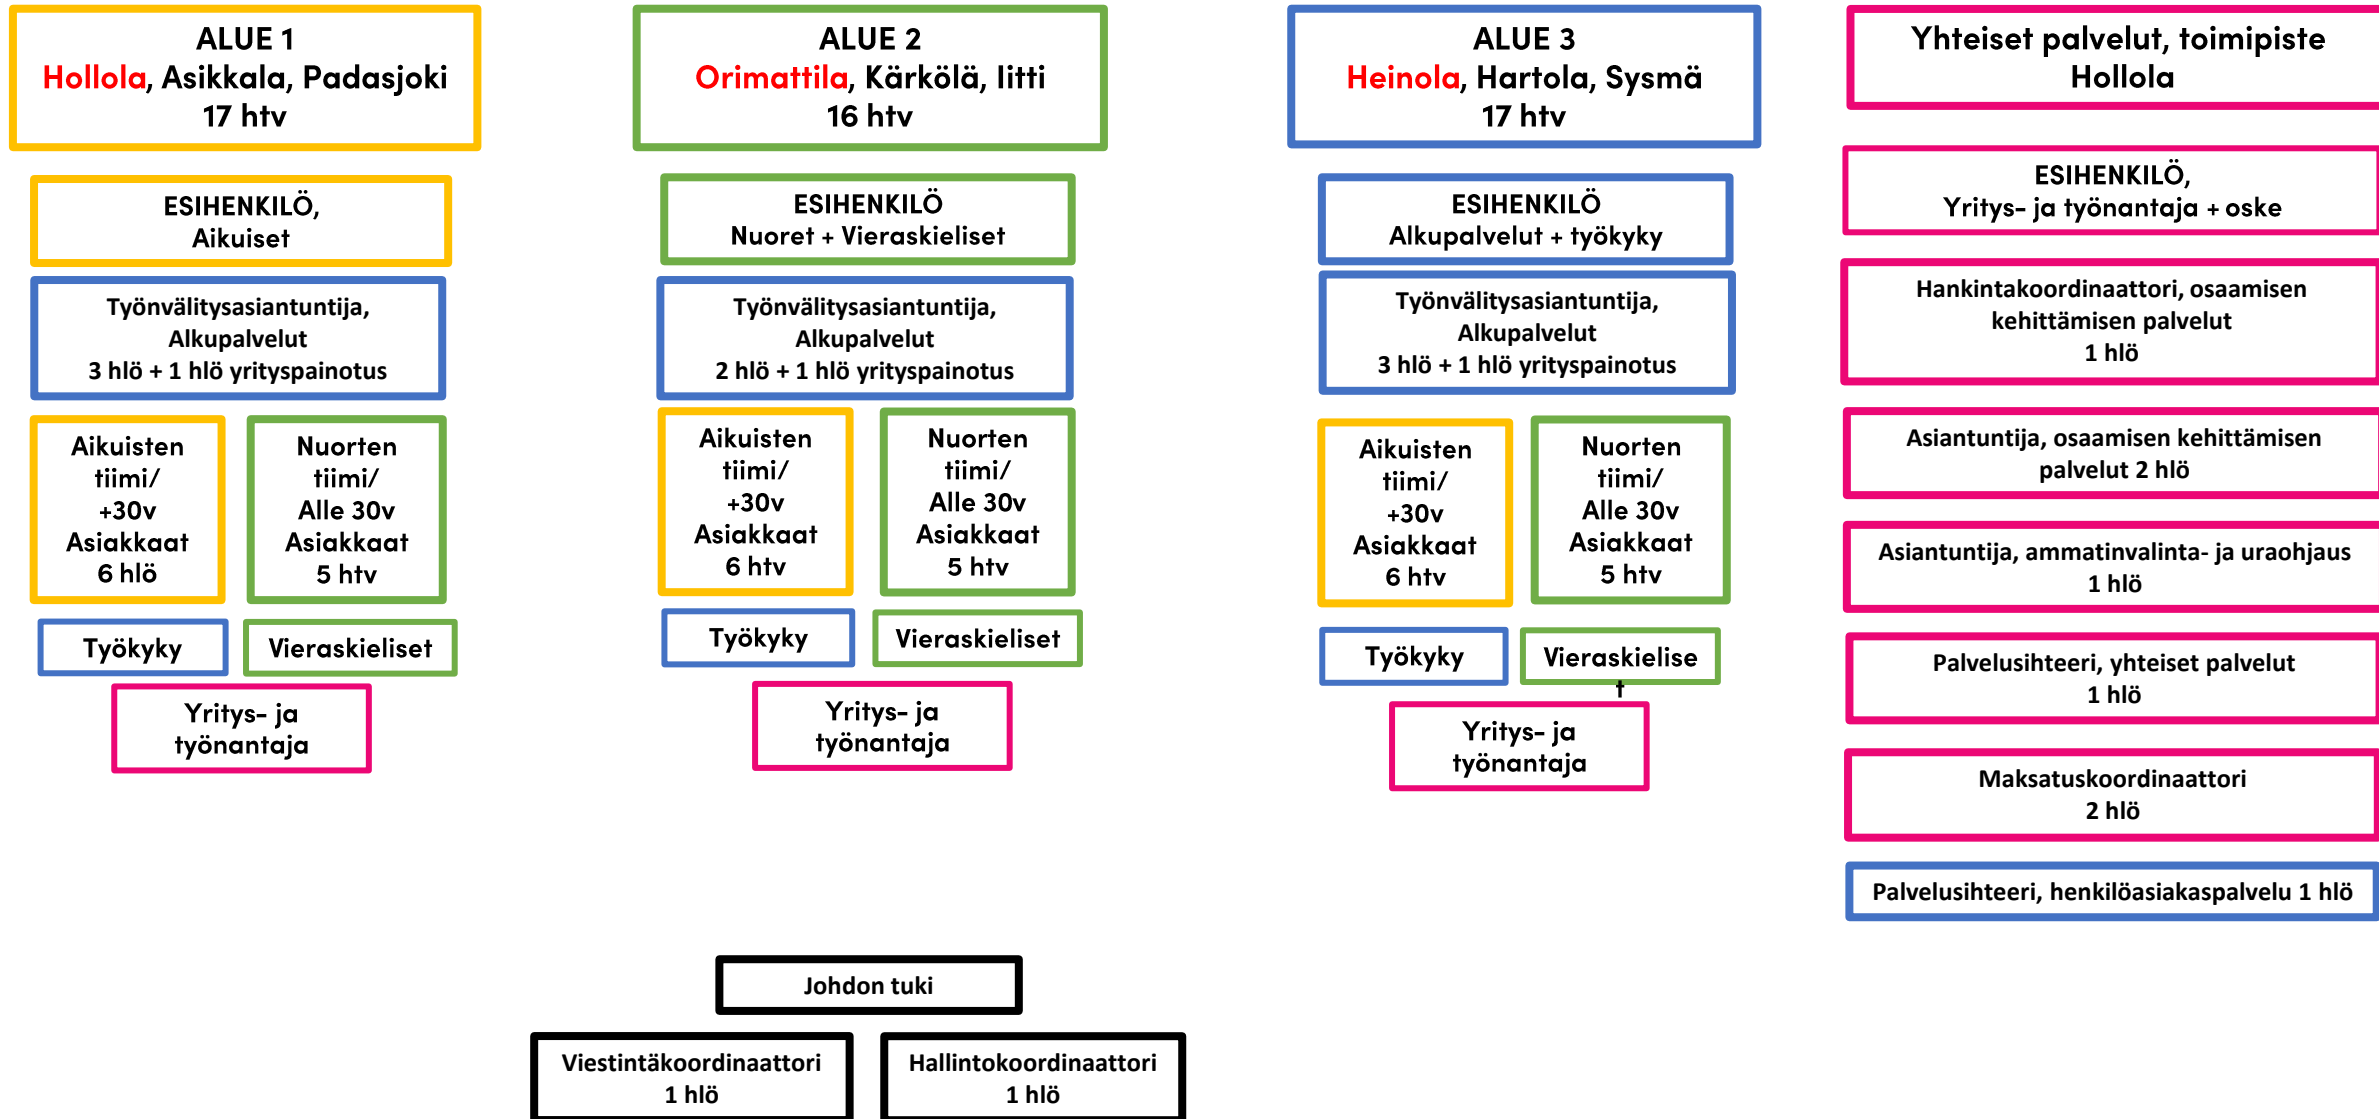 ALUE 1
Hollola, Asikkala, Padasjoki
17 htv
ESIHENKILÖ,
Aikuiset
Työnvälitysasiantuntija,
Alkupalvelut
3 hlö + 1 hlö yrityspainotus
Aikuisten
tiimi/
+30v
Asiakkaat
6 hlö
Nuorten
tiimi/
Alle 30v
Asiakkaat
5 htv
Työkyky
Vieraskieliset
Yritys- ja
työnantaja
ALUE 2
Orimattila, Kärkölä, Iitti
16 htv
ESIHENKILÖ
Nuoret + Vieraskieliset
Työnvälitysasiantuntija,
Alkupalvelut
2 hlö + 1 hlö yrityspainotus
Aikuisten
tiimi/
+30v
Asiakkaat
6 htv
Nuorten
tiimi/
Alle 30v
Asiakkaat
5 htv
Työkyky
Vieraskieliset
Yritys- ja
työnantaja
ALUE 3
Heinola, Hartola, Sysmä
17 htv
ESIHENKILÖ
Alkupalvelut + työkyky
Työnvälitysasiantuntija,
Alkupalvelut
3 hlö + 1 hlö yrityspainotus
Aikuisten
tiimi/
+30v
Asiakkaat
6 htv
Nuorten
tiimi/
Alle 30v
Asiakkaat
5 htv
Työkyky
Vieraskielise
t
Yritys- ja
työnantaja
Yhteiset palvelut, toimipiste
Hollola
ESIHENKILÖ,
Yritys- ja työnantaja + oske
Hankintakoordinaattori, osaamisen
kehittämisen palvelut
1 hlö
Asiantuntija, osaamisen kehittämisen
palvelut 2 hlö
Asiantuntija, ammatinvalinta- ja uraohjaus
1 hlö
Palvelusihteeri, yhteiset palvelut
1 hlö
Maksatuskoordinaattori
2 hlö
Palvelusihteeri, henkilöasiakaspalvelu 1 hlö
Johdon tuki
Viestintäkoordinaattori
1 hlö
Hallintokoordinaattori
1 hlö